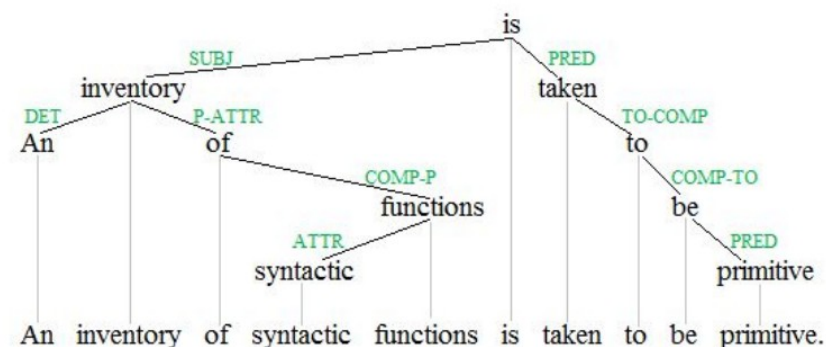 is
SUBJ PRED
inventory taken
DET P-ATTR TO-COMP
An of to
COMP-P COMP-TO
functions be
ATTR PRED
syntactic primitive
An inventory of syntactic functions is taken to be primitive.